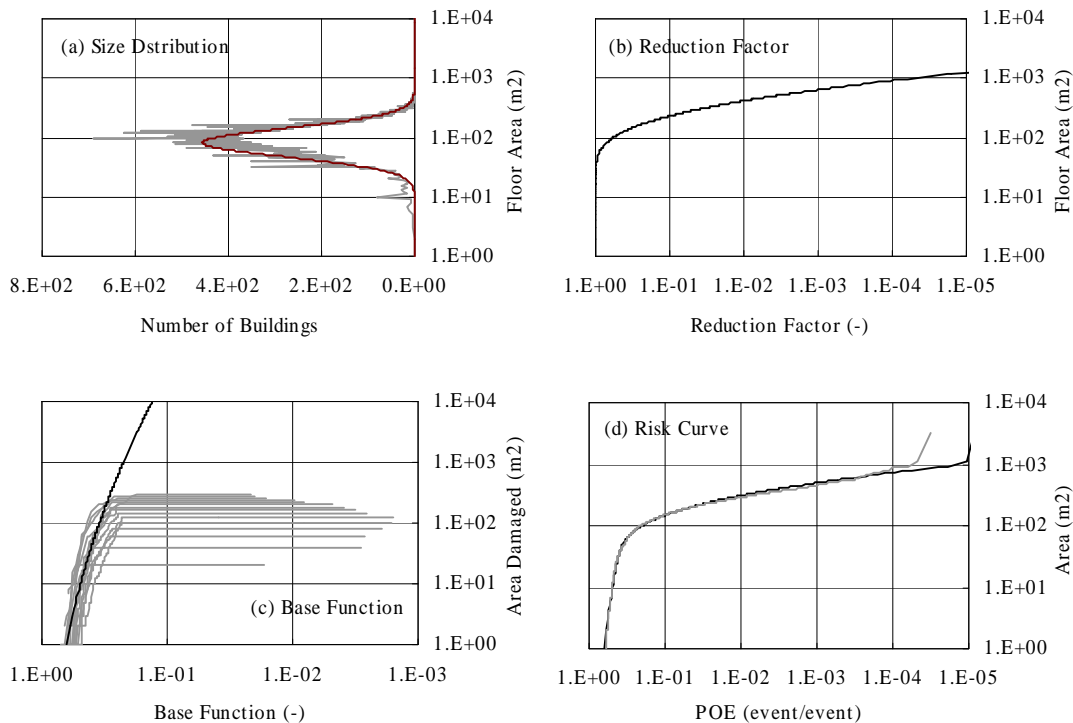 (a) Size Dstribution
1.E+04
1.E+03
1.E+02
1.E+01
1.E+00
Floor Area (m2)
8.E+02 6.E+02 4.E+02 2.E+02 0.E+00
Number of Buildings
(b) Reduction Factor
1.E+04
1.E+03
1.E+02
1.E+01
1.E+00
Floor Area (m2)
1.E+00 1.E-01 1.E-02 1.E-03 1.E-04 1.E-05
Reduction Factor (-)
1.E+04
1.E+03
1.E+02
1.E+01
1.E+00
Area Damaged (m2)
(c) Base Function
1.E+00 1.E-01 1.E-02 1.E-03
Base Function (-)
(d) Risk Curve
1.E+04
1.E+03
1.E+02
1.E+01
1.E+00
Area (m2)
1.E+00 1.E-01 1.E-02 1.E-03 1.E-04 1.E-05
POE (event/event)